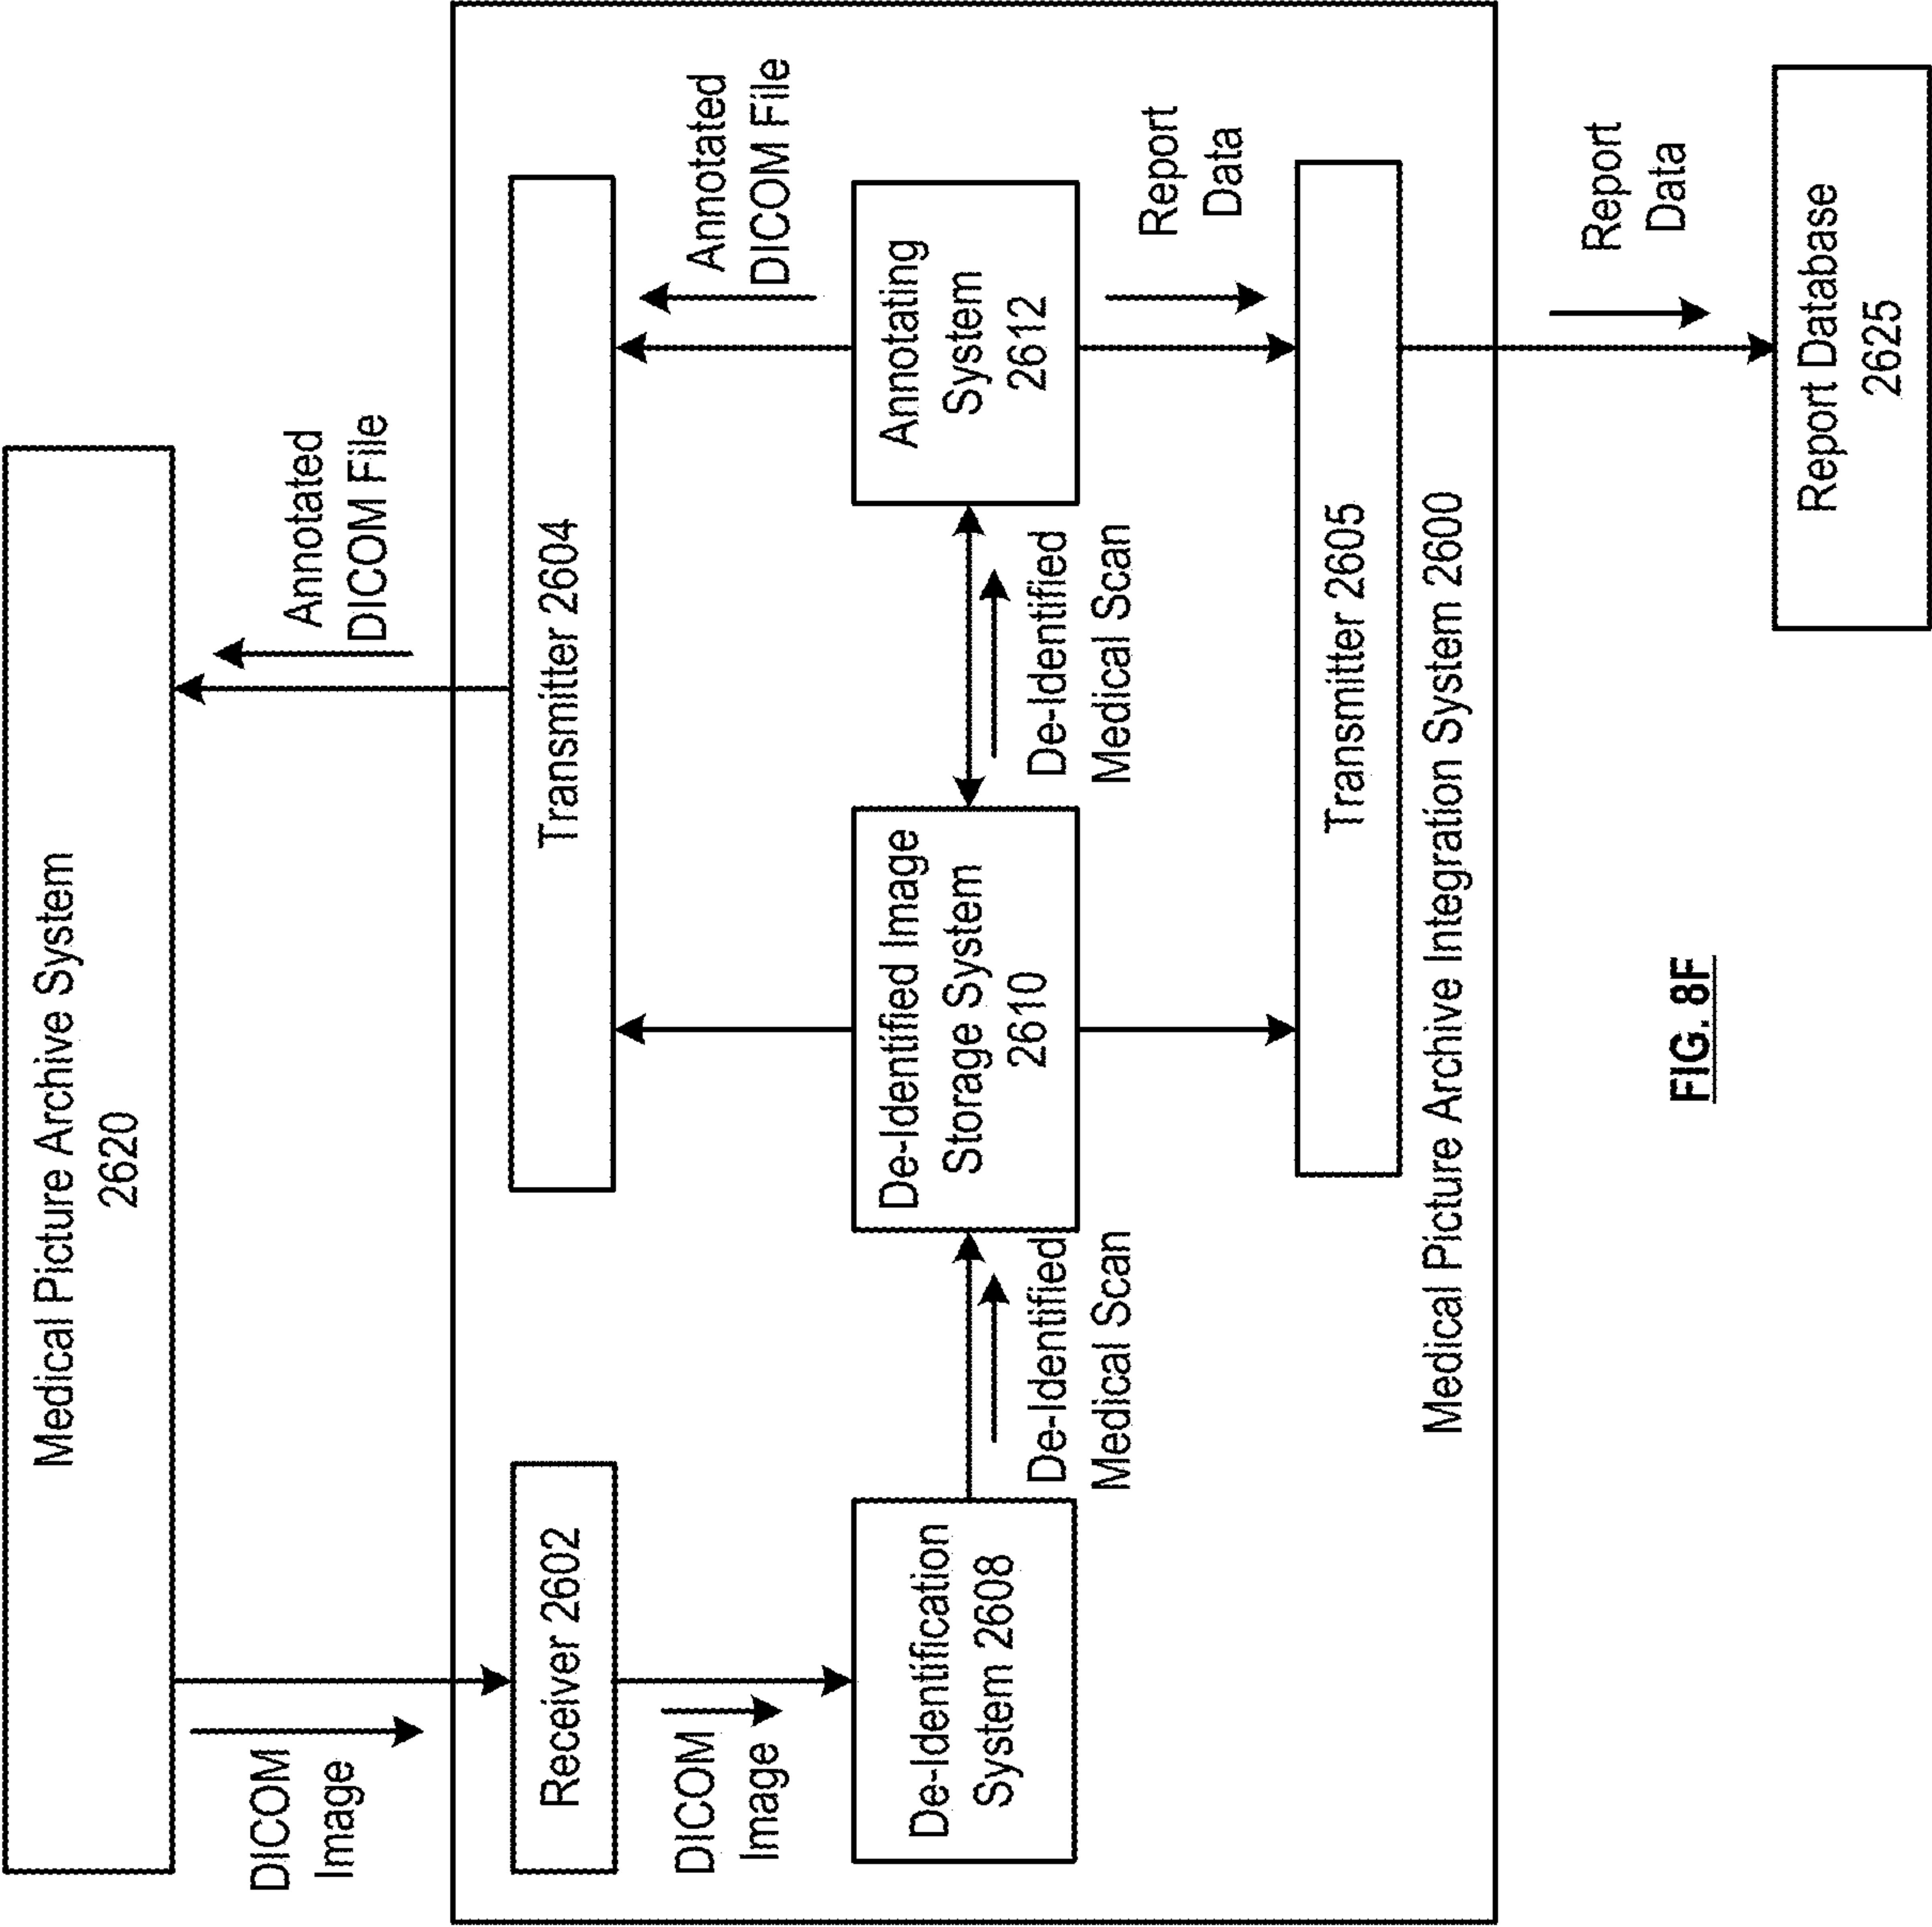 Medical Picture Archive System
2620
DICOM
Image
Annotated
DICOM File
Receiver 2602
Transmitter 2604
DICOM
Image
Annotated
DICOM File
De-Identification
System 2608
De-Identified Image
Storage System
2610
Annotating
System
2612
De-Identified
Medical Scan
De-Identified
Medical Scan
Report
Data
Transmitter 2605
Medical Picture Archive Integration System 2600
Report
Data
Report Database
2625
FIG. 8F